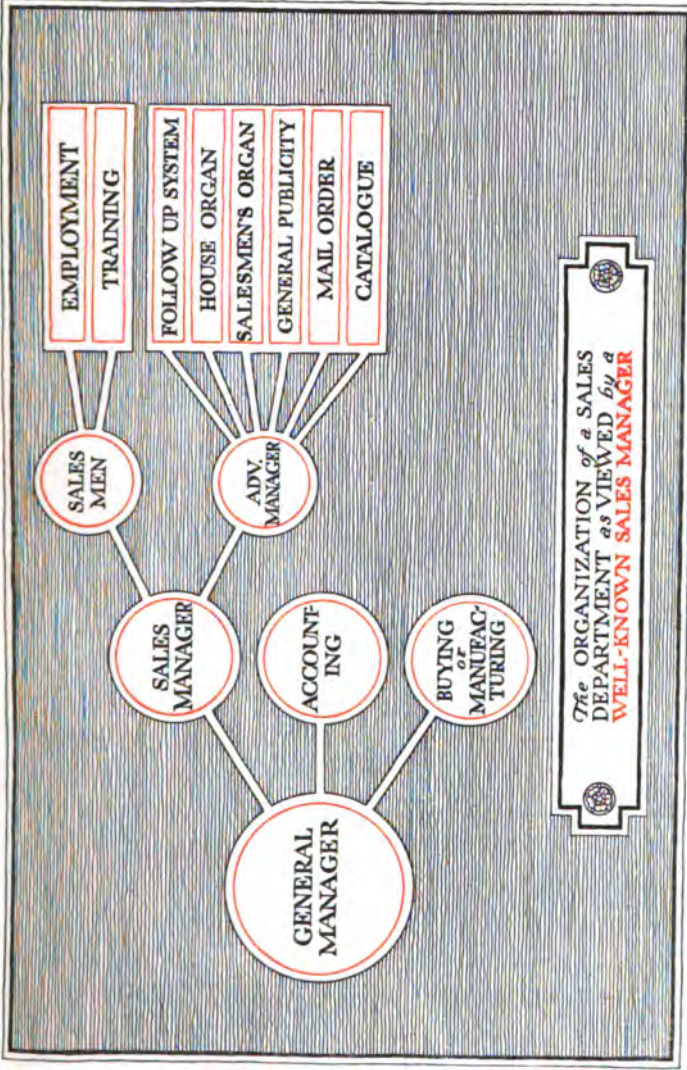 GENERAL
MANAGER
SALES
MANAGER
ACCOUNT-
ING
BUYING
or
MANUFAC-
TURING
SALES
MEN
ADV.
MANAGER
EMPLOYMENT
TRAINING
FOLLOW UP SYSTEM
HOUSE ORGAN
SALESMEN'S ORGAN
GENERAL PUBLICITY
MAIL ORDER
CATALOGUE
The ORGANIZATION of a SALES
DEPARTMENT as VIEWED by a
WELL-KNOWN SALES MANAGER